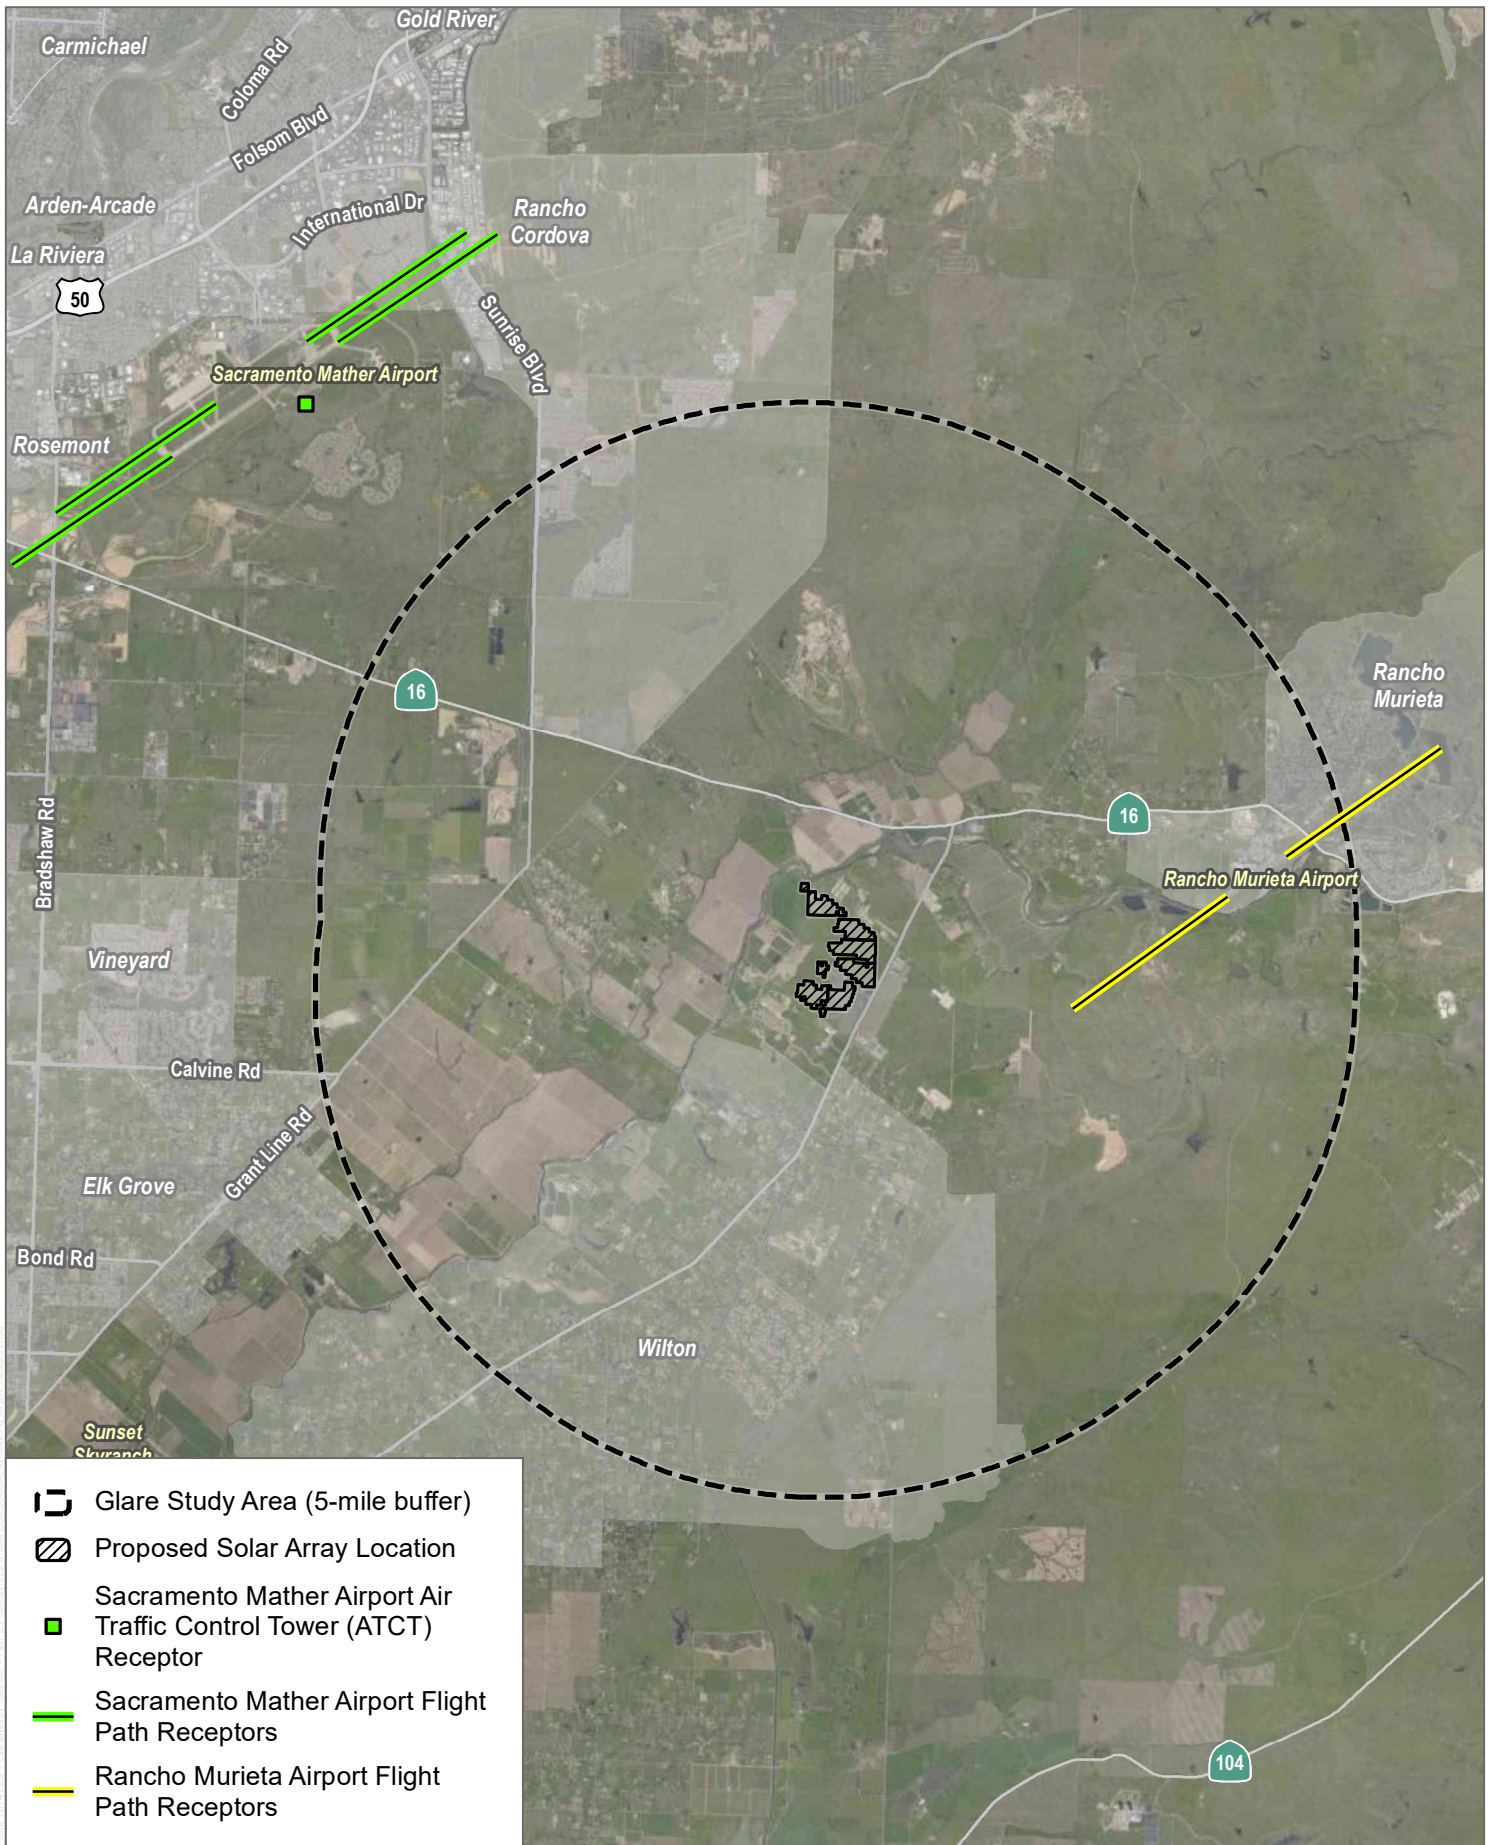 Gold River
Carmichael
Coloma Rd
Folsom Blvd
Arden-Arcade
International Dr
Rancho
Cordova
La Riviera
50
Sunrise Blvd
Sacramento Mather Airport
Rosemont
16
Rancho
Murieta
16
Bradshaw Rd
Rancho Murieta Airport
Vineyard
Calvine Rd
Grant Line Rd
Elk Grove
Bond Rd
Wilton
Sunset
Skyranch
Glare Study Area (5-mile buffer)
Proposed Solar Array Location
Sacramento Mather Airport Air
Traffic Control Tower (ATCT)
Receptor
Sacramento Mather Airport Flight
Path Receptors
Rancho Murieta Airport Flight
Path Receptors
104